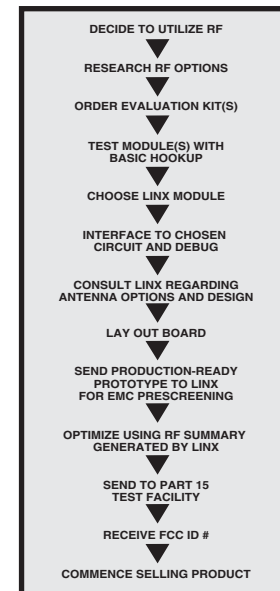 DECIDE TO UTILIZE RF
RESEARCH RF OPTIONS
ORDER EVALUATION KIT(S)
TEST MODULE(S) WITH
BASIC HOOKUP
CHOOSE LINX MODULE
INTERFACE TO CHOSEN
CIRCUIT AND DEBUG
CONSULT LINX REGARDING
ANTENNA OPTIONS AND DESIGN
LAY OUT BOARD
SEND PRODUCTION-READY
PROTOTYPE TO LINX
FOR EMC PRESCREENING
OPTIMIZE USING RF SUMMARY
GENERATED BY LINX
SEND TO PART 15
TEST FACILITY
RECEIVE FCC ID #
COMMENCE SELLING PRODUCT